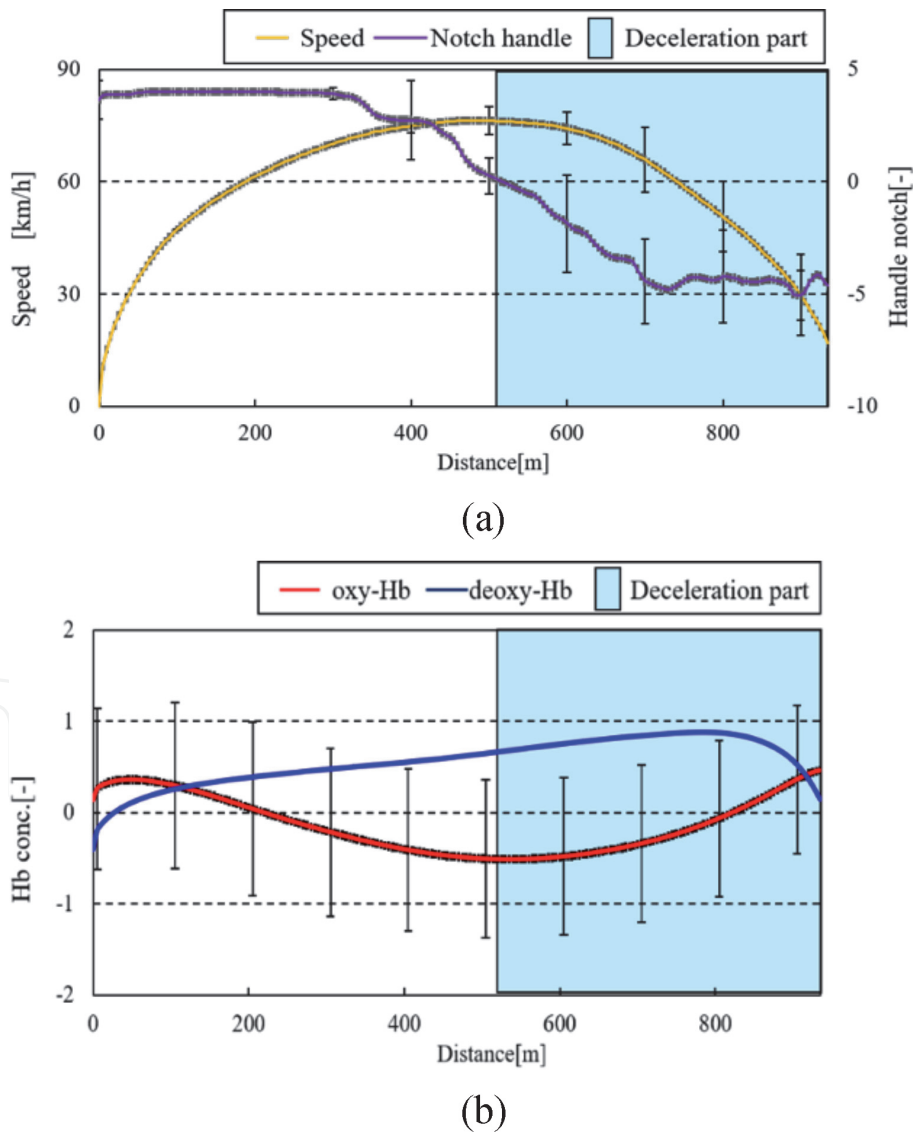 Speed Notch handle Deceleration part
90
60
30
0
Speed [km/h]
5
0
-5
-10
Handle notch[-]
0 200 400 600 800
Distance[m]
(a)
oxy-Hb deoxy-Hb Deceleration part
2
1
0
-1
-2
Hb conc.[-]
0 200 400 600 800
Distance[m]
(b)